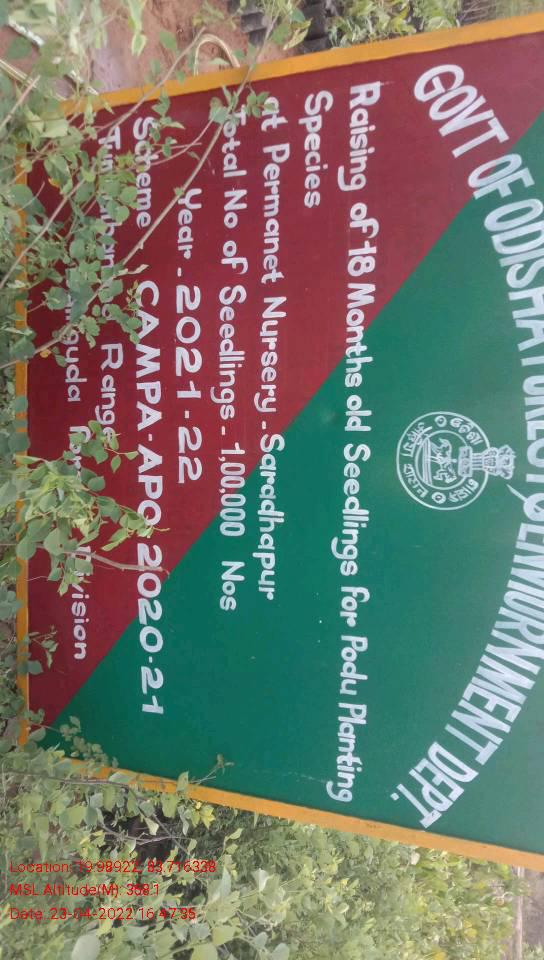 GOVT OF ODISHA FOREST & ENVIORNMENT DEPT.
Raising of 18 Months old Seedlings for Podu Planting
Species
at Permanet Nursery - Saradhapur
Total No of Seedlings - 1,00,000 Nos
Year - 2021-22
Scheme CAMPA-APO-2020-21
Range
Division
Location: 19.98922, 83.716338
MSL Altitude(M): 368.1
Date: 23-04-2022 16:47:35